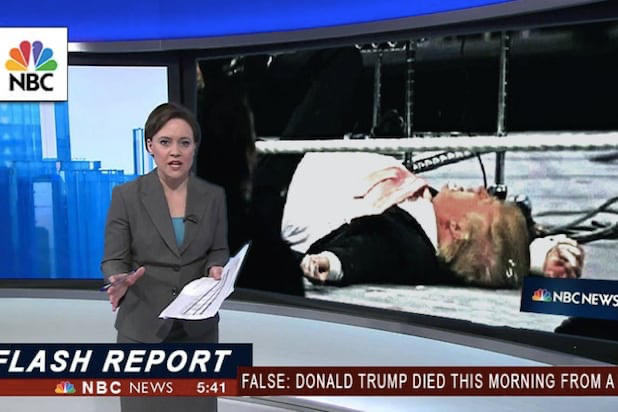 NBC
NBC NEWS
FLASH REPORT
NBC NEWS 5:41
FALSE: DONALD TRUMP DIED THIS MORNING FROM A